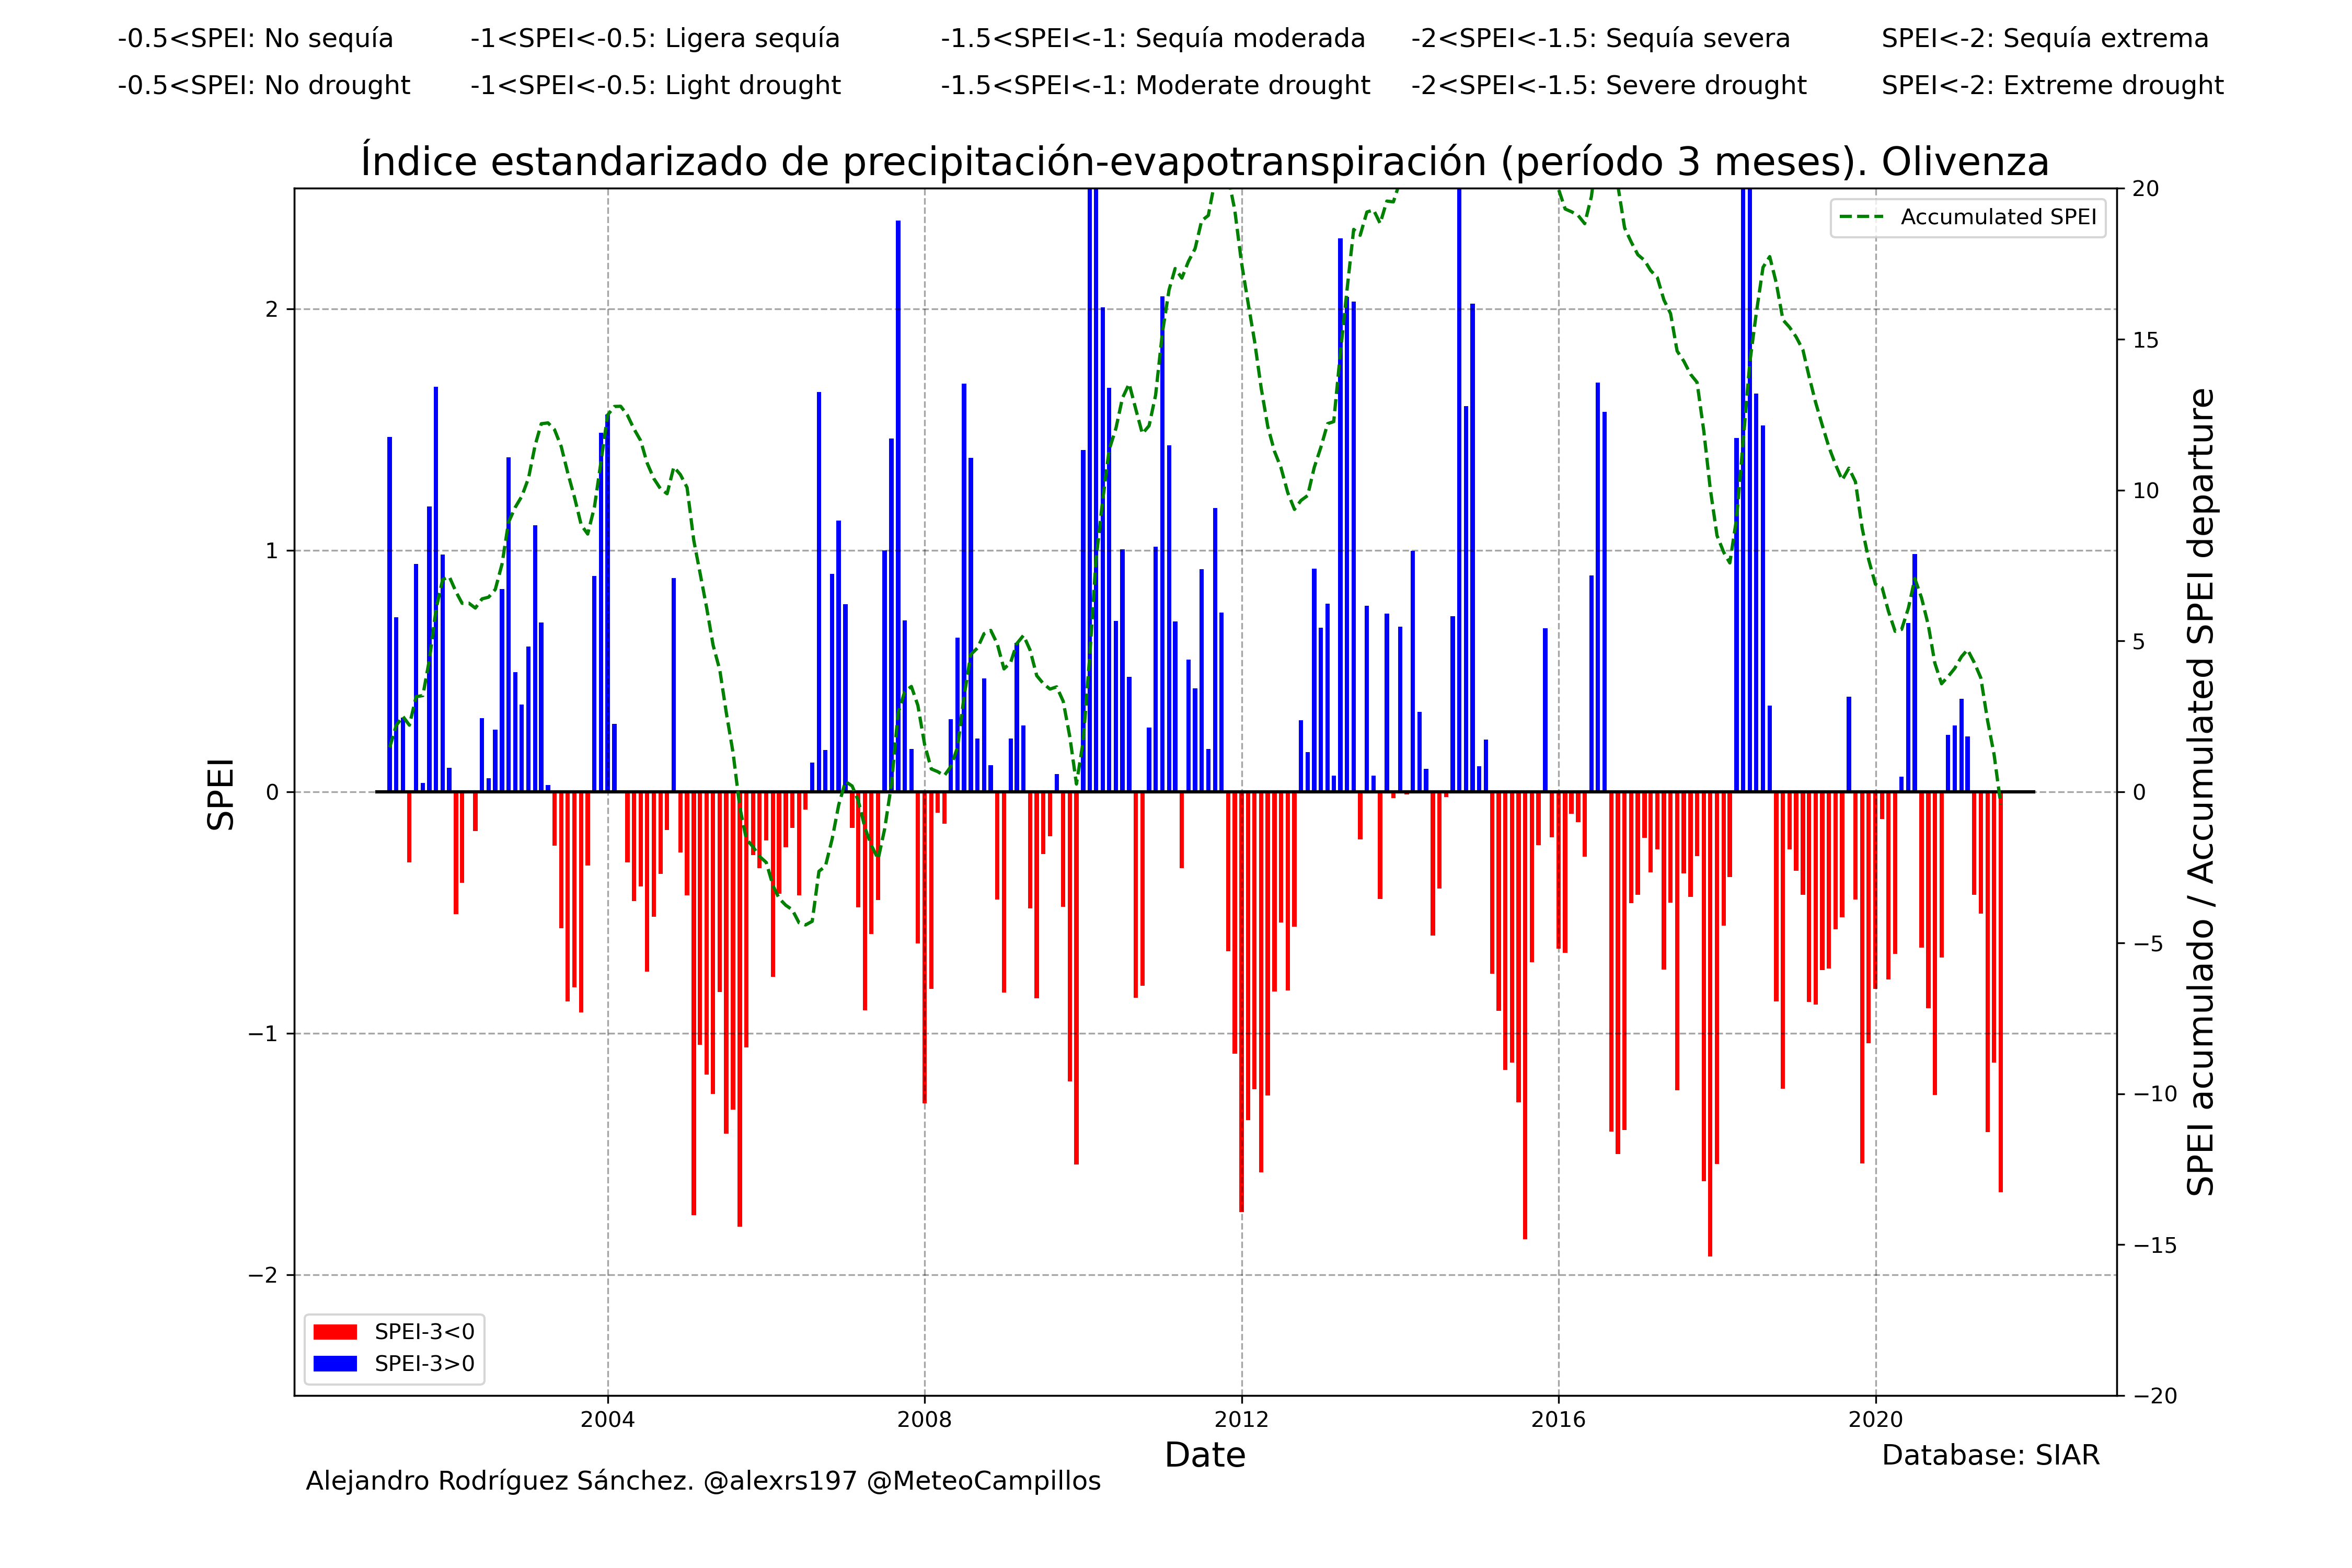 -0.5<SPEI: No sequía -1<SPEI<-0.5: Ligera sequía -1.5<SPEI<-1: Sequía moderada -2<SPEI<-1.5: Sequía severa SPEI<-2: Sequía extrema
-0.5<SPEI: No drought -1<SPEI<-0.5: Light drought -1.5<SPEI<-1: Moderate drought -2<SPEI<-1.5: Severe drought SPEI<-2: Extreme drought
Índice estandarizado de precipitación-evapotranspiración (período 3 meses). Olivenza
Accumulated SPEI
SPEI
2
1
0
−1
−2
20
15
10
5
0
−5
−10
−15
−20
SPEI acumulado / Accumulated SPEI departure
SPEI-3<0
SPEI-3>0
2004 2008 2012 2016 2020
Date
Database: SIAR
Alejandro Rodríguez Sánchez. @alexrs197 @MeteoCampillos